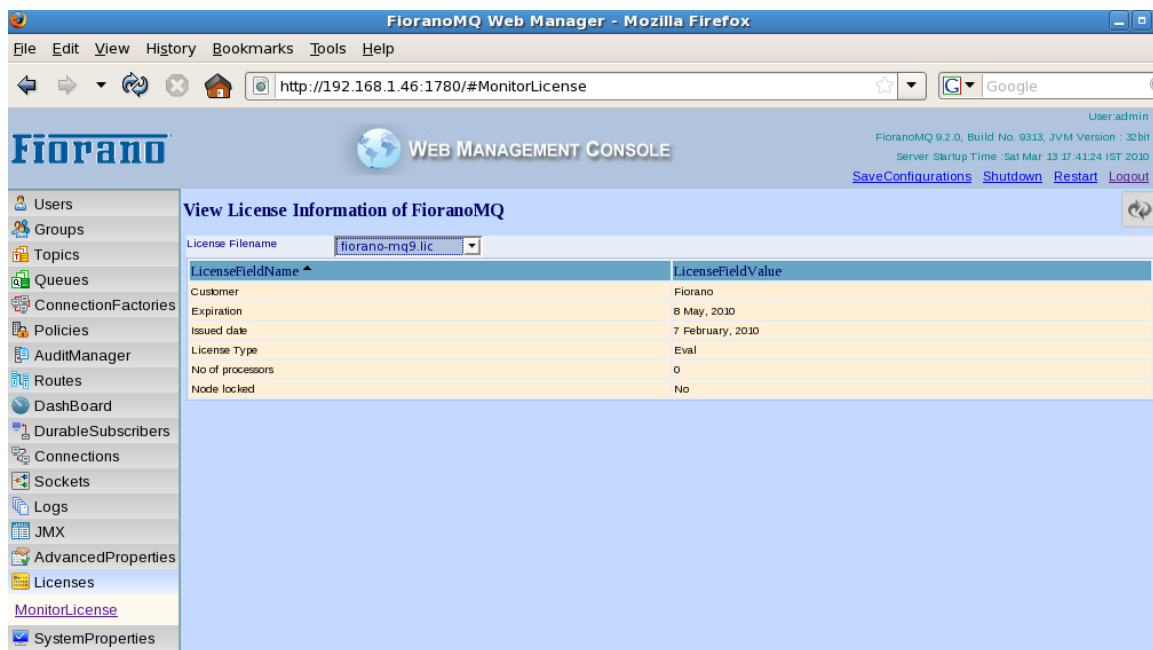 FioranoMQ Web Manager - Mozilla Firefox
File Edit View History Bookmarks Tools Help
http://192.168.1.46:1780/#MonitorLicense
G Google
User:admin
Fiorano
WEB MANAGEMENT CONSOLE
FioranoMQ 9.2.0, Build No. 9313, JVM Version : 32bit
Server Startup Time :Sat Mar 13 17:41:24 IST 2010
SaveConfigurations Shutdown Restart Logout
Users
Groups
Topics
Queues
ConnectionFactories
Policies
AuditManager
Routes
DashBoard
DurableSubscribers
Connections
Sockets
Logs
JMX
AdvancedProperties
Licenses
MonitorLicense
SystemProperties
View License Information of FioranoMQ
License Filename fiorano-mq9.lic
LicenseFieldName LicenseFieldValue
Customer Fiorano
Expiration 8 May, 2010
Issued date 7 February, 2010
License Type Eval
No of processors 0
Node locked No